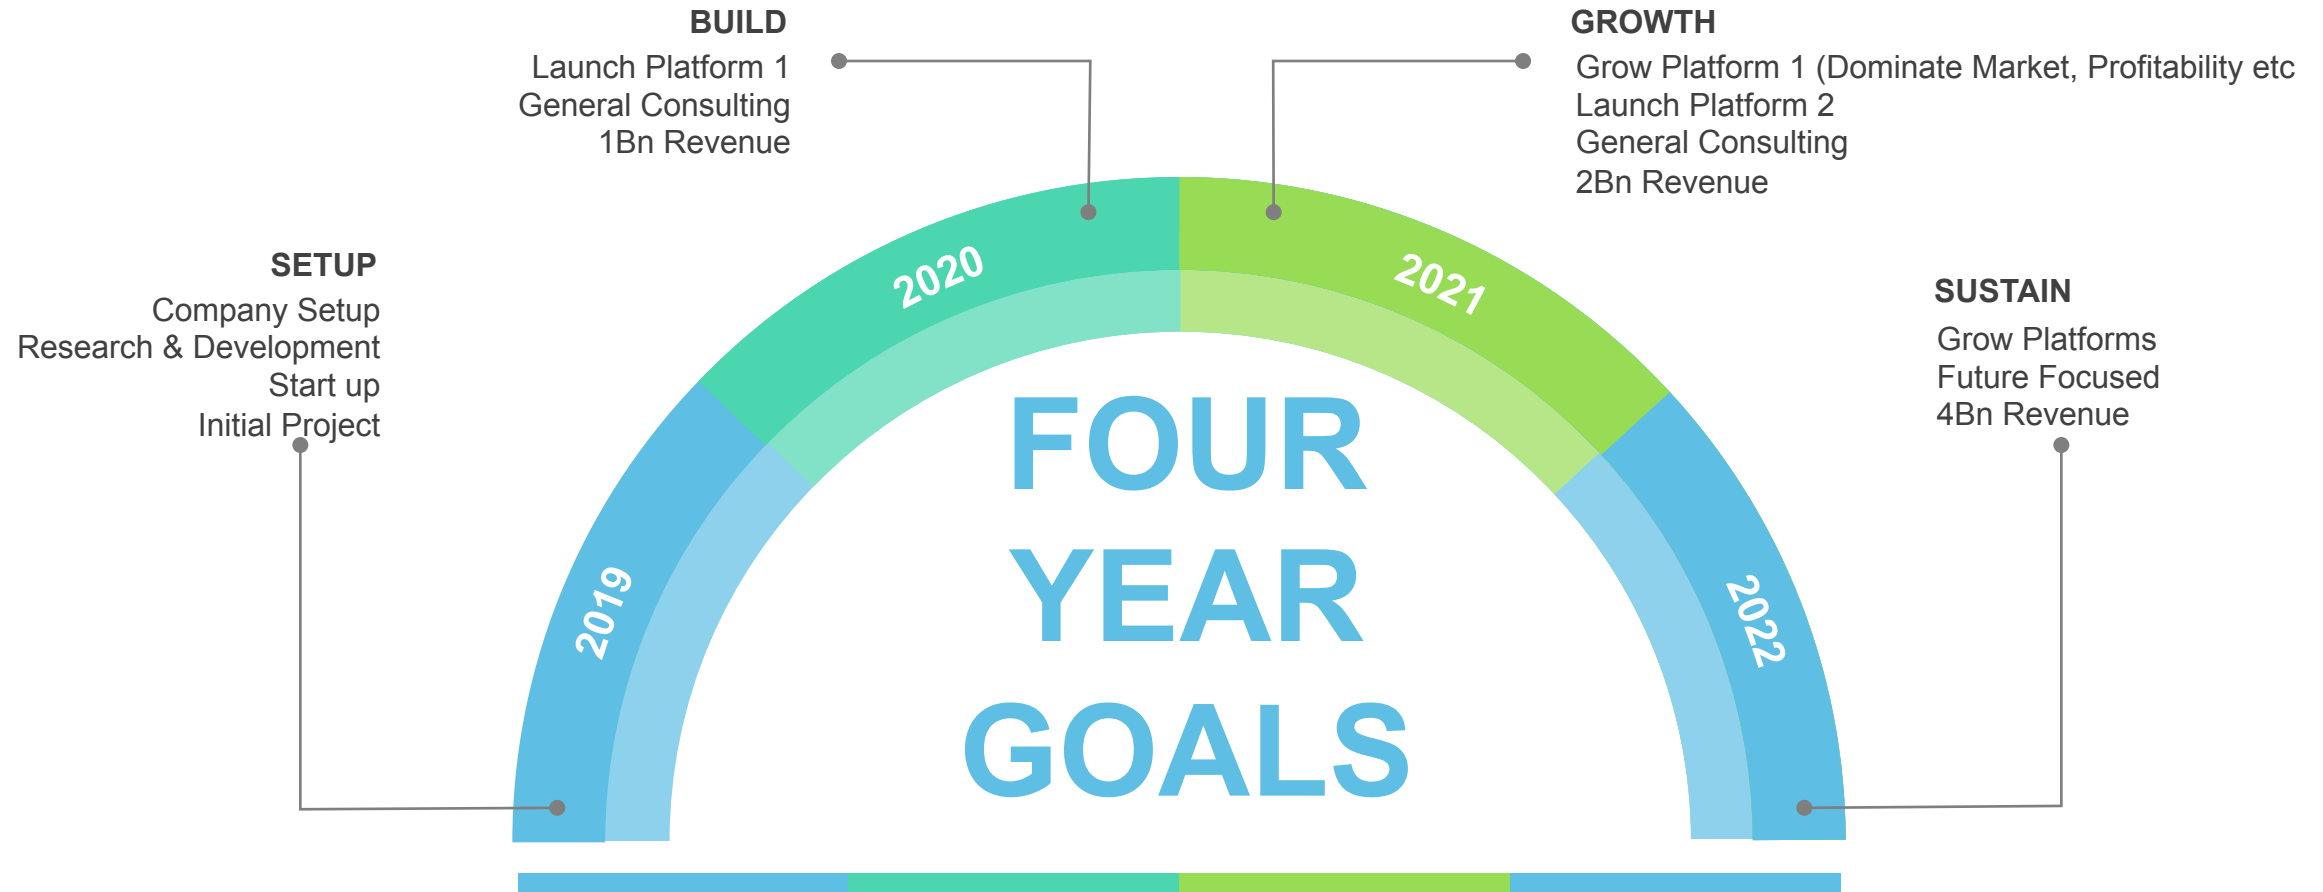 BUILD
Launch Platform 1
General Consulting
1Bn Revenue
GROWTH
Grow Platform 1 (Dominate Market, Profitability etc
Launch Platform 2
General Consulting
2Bn Revenue
SETUP
Company Setup
Research & Development
Start up
Initial Project
SUSTAIN
Grow Platforms
Future Focused
4Bn Revenue
2019
2020
2021
2022
FOUR
YEAR
GOALS